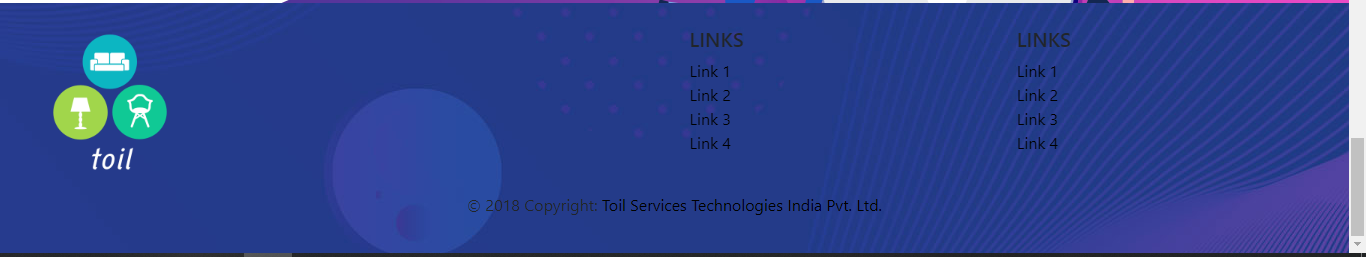 toil
LINKS
Link 1
Link 2
Link 3
Link 4
LINKS
Link 1
Link 2
Link 3
Link 4
© 2018 Copyright: Toil Services Technologies India Pvt. Ltd.